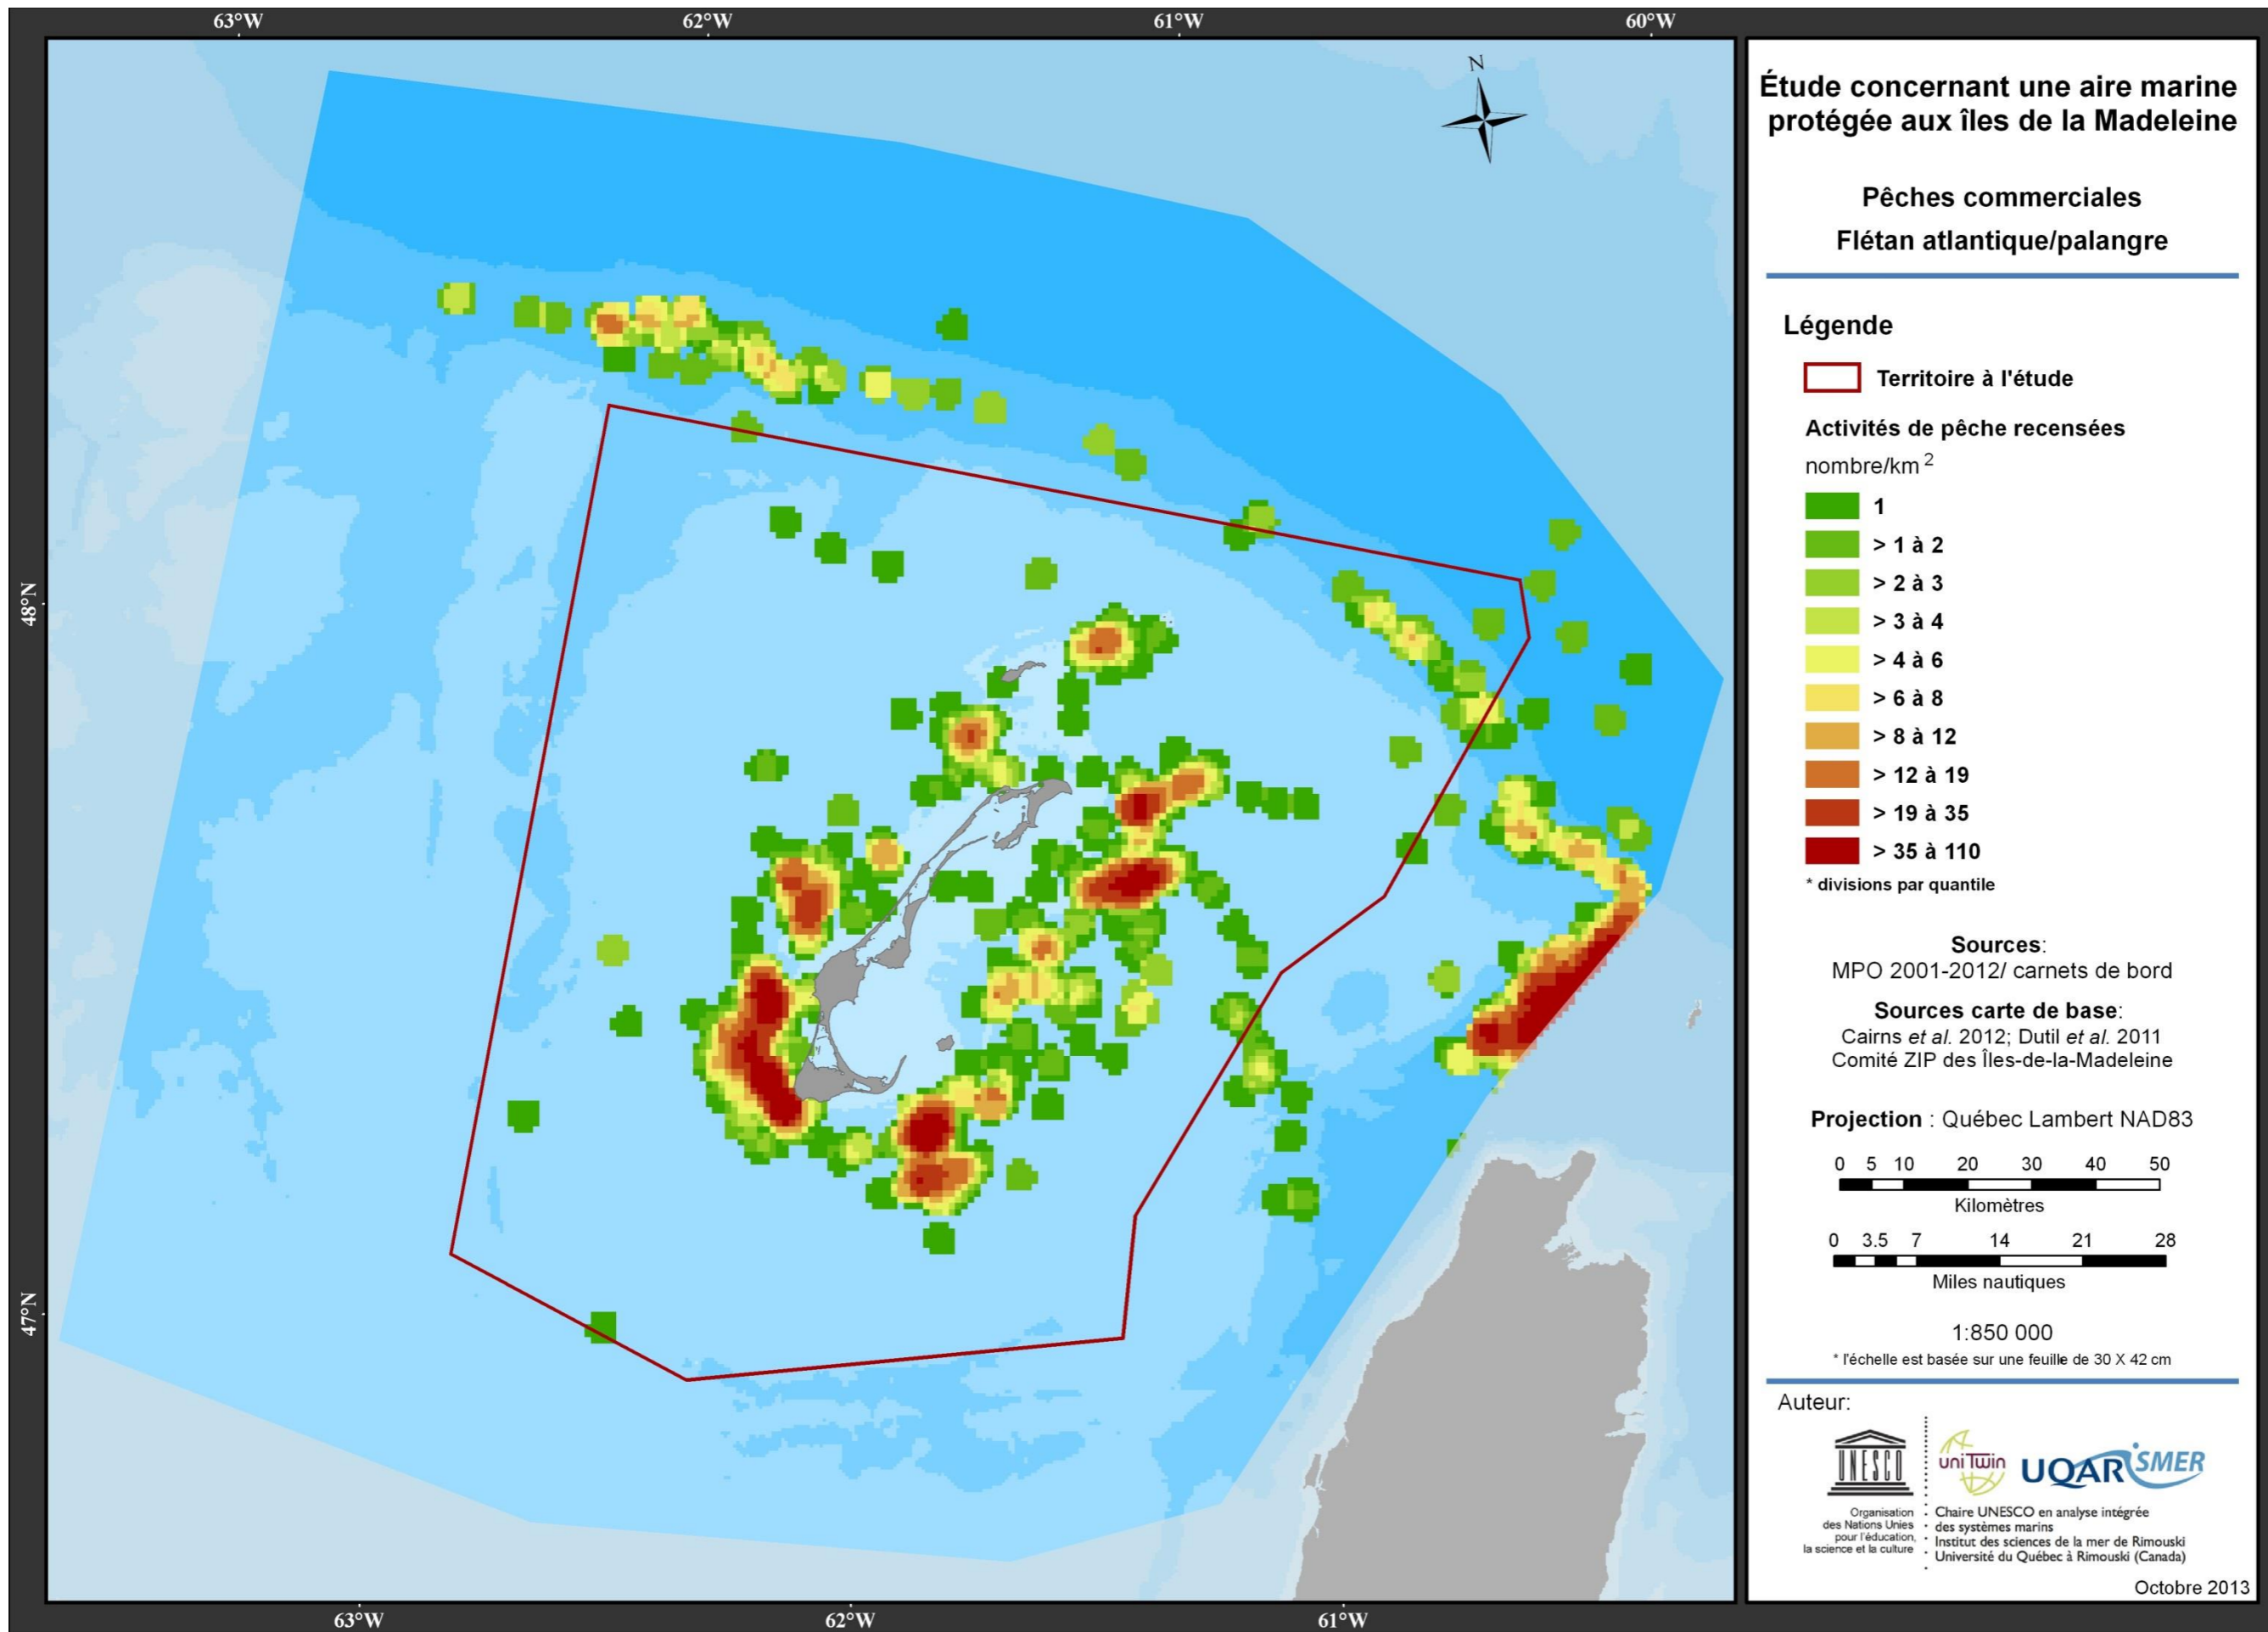 63°W 62°W 61°W 60°W
N
48°N
47°N
63°W 62°W 61°W
Étude concernant une aire marine
protégée aux îles de la Madeleine
Pêches commerciales
Flétan atlantique/palangre
Légende
Territoire à l'étude
Activités de pêche recensées
nombre/km 2
1
> 1 à 2
> 2 à 3
> 3 à 4
> 4 à 6
> 6 à 8
> 8 à 12
> 12 à 19
> 19 à 35
> 35 à 110
* divisions par quantile
Sources:
MPO 2001-2012/ carnets de bord
Sources carte de base:
Cairns et al. 2012; Dutil et al. 2011
Comité ZIP des Îles-de-la-Madeleine
Projection : Québec Lambert NAD83
0 5 10 20 30 40 50
Kilomètres
0 3.5 7 14 21 28
Miles nautiques
1:850 000
* l'échelle est basée sur une feuille de 30 X 42 cm
Auteur:
UNESCO
uniTwin
UQAR ISMER
Organisation
des Nations Unies
pour l'éducation,
la science et la culture
Chaire UNESCO en analyse intégrée
des systèmes marins
Institut des sciences de la mer de Rimouski
Université du Québec à Rimouski (Canada)
Octobre 2013